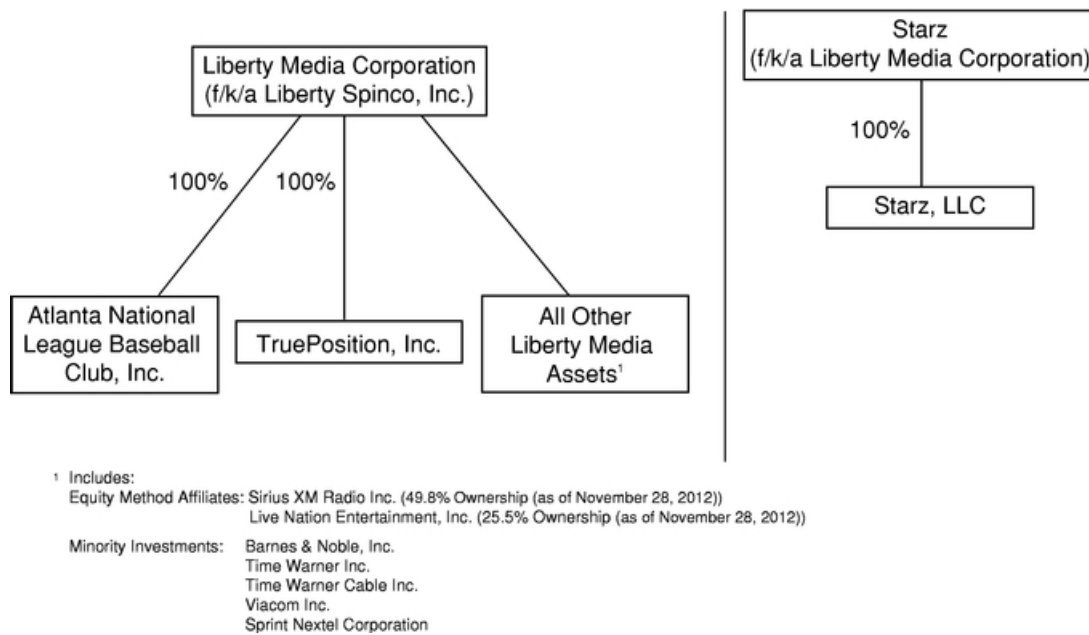 Liberty Media Corporation
(f/k/a Liberty Spinco, Inc.)
100%
100%
Atlanta National
League Baseball
Club, Inc.
TruePosition, Inc.
All Other
Liberty Media
Assets¹
Starz
(f/k/a Liberty Media Corporation)
100%
Starz, LLC
¹ Includes:
Equity Method Affiliates: Sirius XM Radio Inc. (49.8% Ownership (as of November 28, 2012))
Live Nation Entertainment, Inc. (25.5% Ownership (as of November 28, 2012))
Minority Investments: Barnes & Noble, Inc.
Time Warner Inc.
Time Warner Cable Inc.
Viacom Inc.
Sprint Nextel Corporation